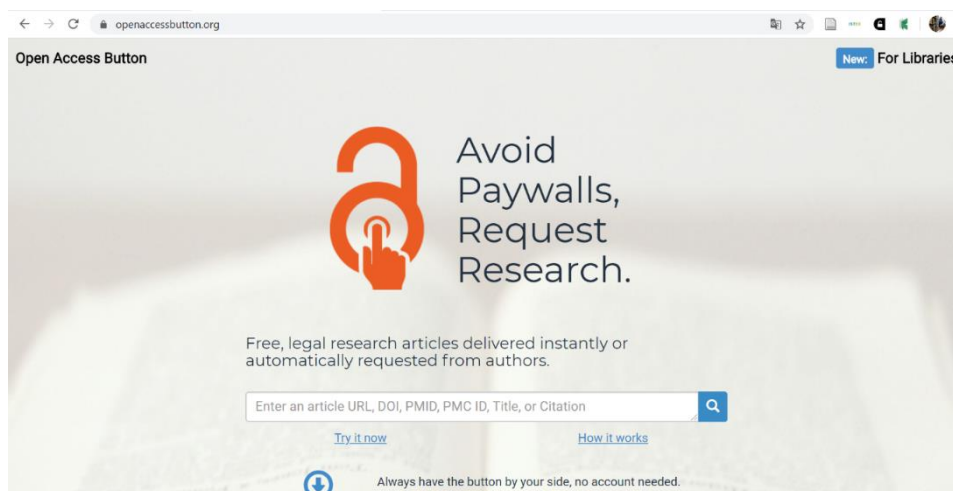 openaccessbutton.org
Open Access Button
New: For Libraries
Avoid
Paywalls,
Request
Research.
Free, legal research articles delivered instantly or
automatically requested from authors.
Enter an article URL, DOI, PMID, PMC ID, Title, or Citation
Try it now
How it works
Always have the button by your side, no account needed.